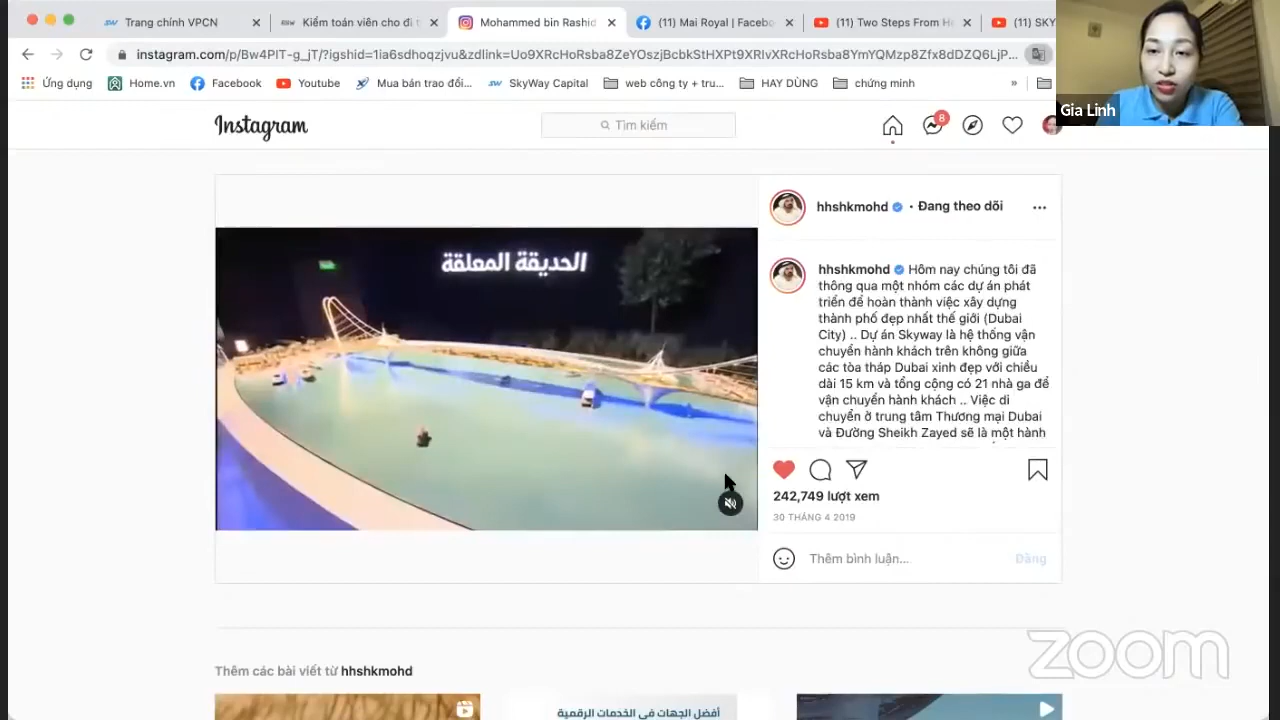 Trang chính VPCN
Kiểm toán viên cho đi t
Mohammed bin Rashid
(11) Mai Royal | Facebo
(11) Two Steps From He
(11) SKY
instagram.com/p/Bw4PIT-g_jT/?igshid=1ia6sdhoqzjvu&zdlink=Uo9XRcHoRsba8ZeYOszjBcbkStHXPt9XRIvXRcHoRsba8YmYQMzp8Zfx8dDZQ6LjP...
Ứng dụng
Home.vn
Facebook
Youtube
Mua bán trao đổi...
SkyWay Capital
web công ty + tru...
HAY DÙNG
chứng minh
»
Gia Linh
Instagram
Tìm kiếm
8
hhshkmohd • Đang theo dõi
الحديقة المعلقة
hhshkmohd Hôm nay chúng tôi đã
thông qua một nhóm các dự án phát
triển để hoàn thành việc xây dựng
thành phố đẹp nhất thế giới (Dubai
City) .. Dự án Skyway là hệ thống vận
chuyển hành khách trên không giữa
các tòa tháp Dubai xinh đẹp với chiều
dài 15 km và tổng cộng có 21 nhà ga để
vận chuyển hành khách .. Việc di
chuyển ở trung tâm Thương mại Dubai
và Đường Sheikh Zayed sẽ là một hành
242,749 lượt xem
30 THÁNG 4 2019
Thêm bình luận...
Đăng
zoom
Thêm các bài viết từ hhshkmohd
أفضل الجهات في الخدمات الرقمية